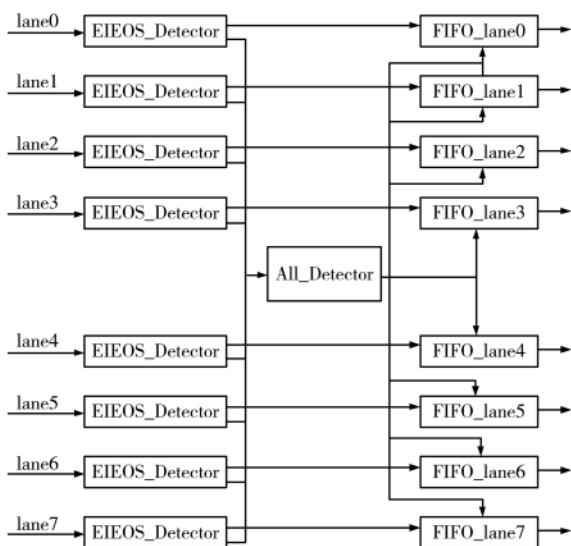 lane0 EIEOS_Detector FIFO_lane0
lane1 EIEOS_Detector FIFO_lane1
lane2 EIEOS_Detector FIFO_lane2
lane3 EIEOS_Detector FIFO_lane3
All_Detector
lane4 EIEOS_Detector FIFO_lane4
lane5 EIEOS_Detector FIFO_lane5
lane6 EIEOS_Detector FIFO_lane6
lane7 EIEOS_Detector FIFO_lane7